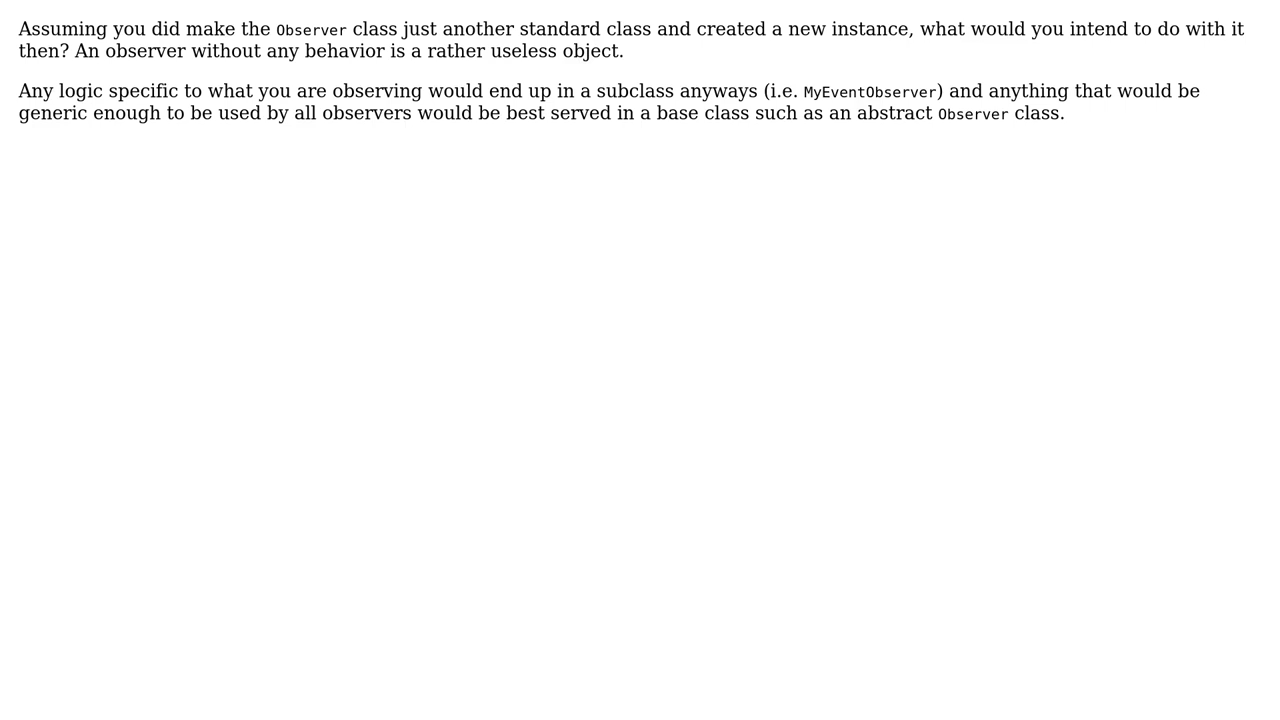 Assuming you did make the Observer class just another standard class and created a new instance, what would you intend to do with it
then? An observer without any behavior is a rather useless object.
Any logic specific to what you are observing would end up in a subclass anyways (i.e. MyEventObserver) and anything that would be
generic enough to be used by all observers would be best served in a base class such as an abstract Observer class.